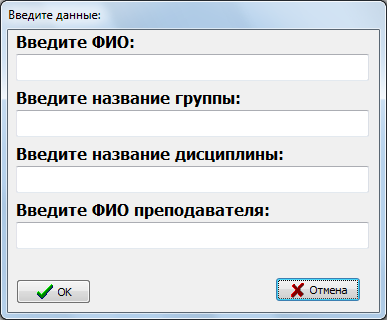 Введите данные:
Введите ФИО:
Введите название группы:
Введите название дисциплины:
Введите ФИО преподавателя:
OK Отмена